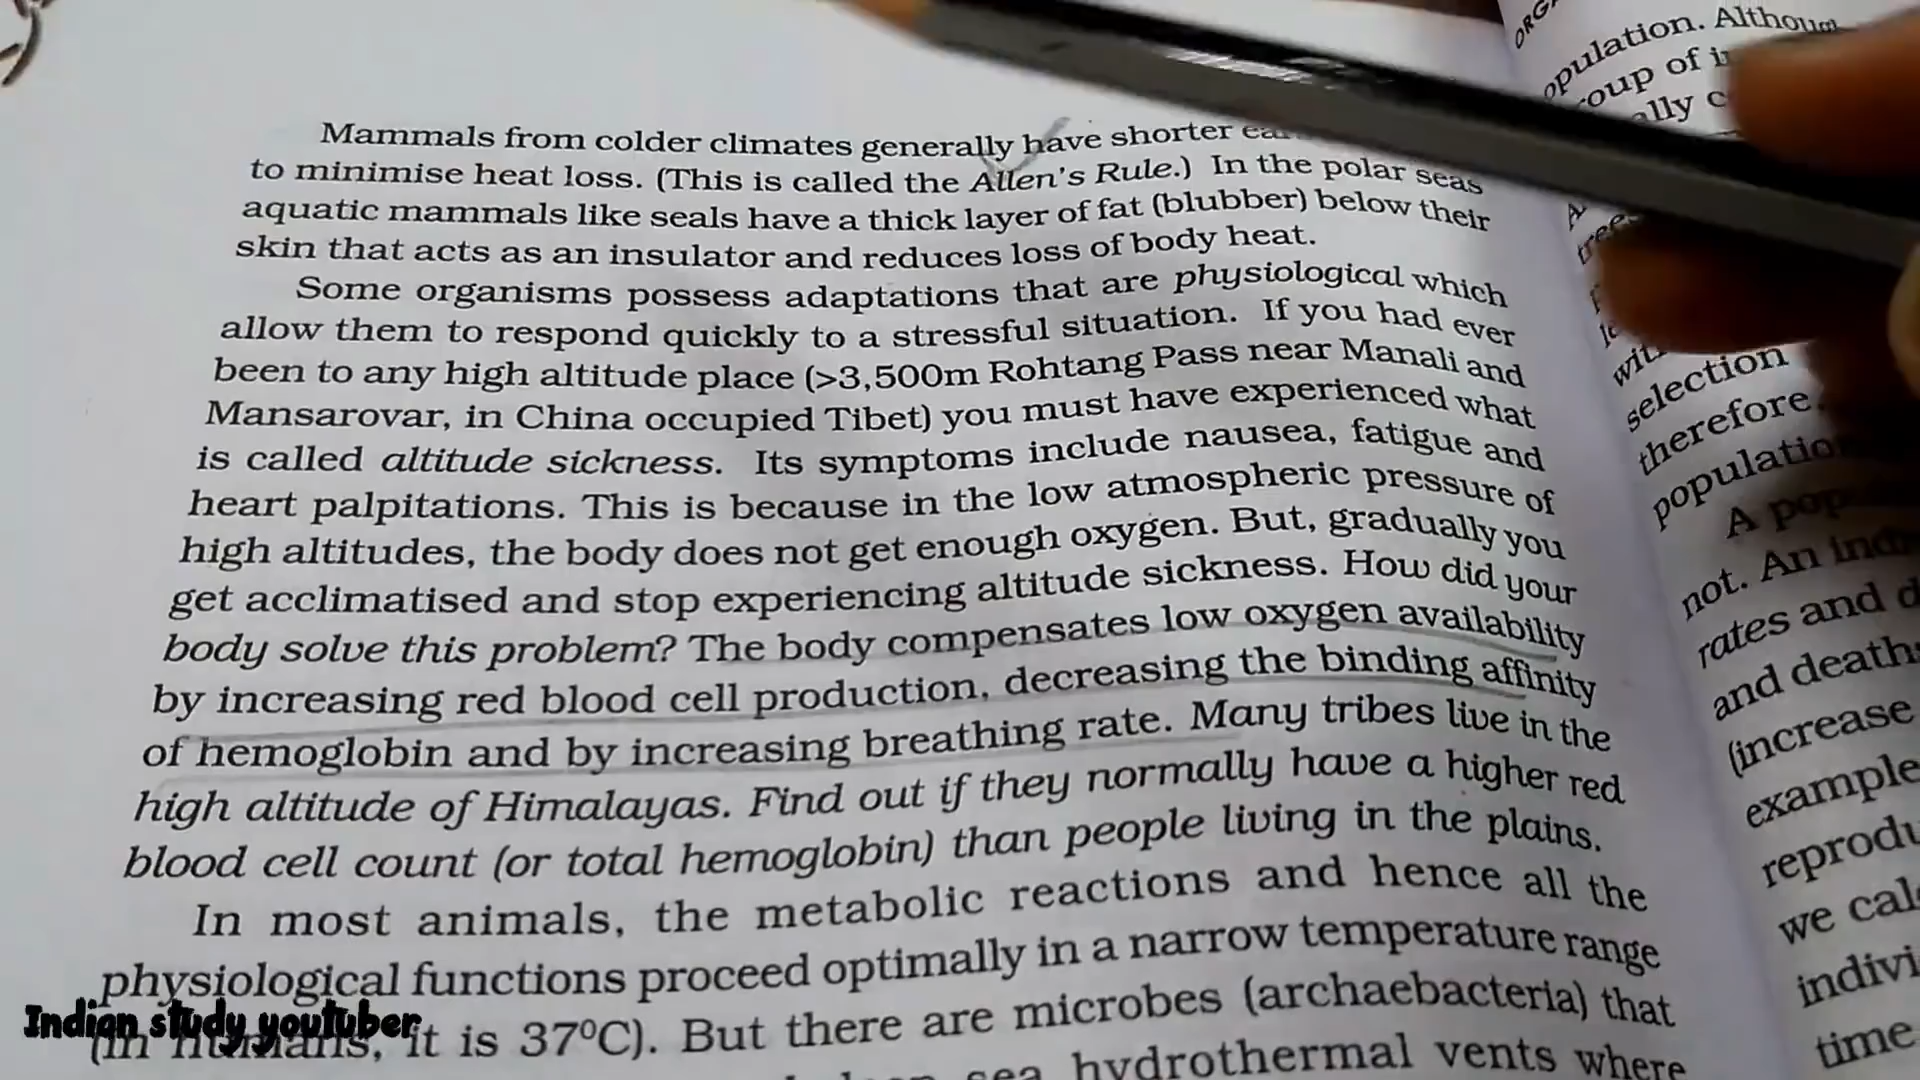 Mammals from colder climates generally have shorter
to minimise heat loss. (This is called the Allen's Rule.) In the polar seas
aquatic mammals like seals have a thick layer of fat (blubber) below their
skin that acts as an insulator and reduces loss of body heat.
Some organisms possess adaptations that are physiological which
allow them to respond quickly to a stressful situation. If you had ever
been to any high altitude place (>3,500m Rohtang Pass near Manali and
Mansarovar, in China occupied Tibet) you must have experienced what
is called altitude sickness. Its symptoms include nausea, fatigue and
heart palpitations. This is because in the low atmospheric pressure of
high altitudes, the body does not get enough oxygen. But, gradually you
get acclimatised and stop experiencing altitude sickness. How did your
body solve this problem? The body compensates low oxygen availability
by increasing red blood cell production, decreasing the binding affinity
of hemoglobin and by increasing breathing rate. Many tribes live in the
high altitude of Himalayas. Find out if they normally have a higher red
blood cell count (or total hemoglobin) than people living in the plains.
In most animals, the metabolic reactions and hence all the
physiological functions proceed optimally in a narrow temperature range
(in humans, it is 37⁰C). But there are microbes (archaebacteria) that
sea hydrothermal vents where
Indian study youtuber
group of
selection
therefore
A
not. An
rates and
and
(increase
example
we
time